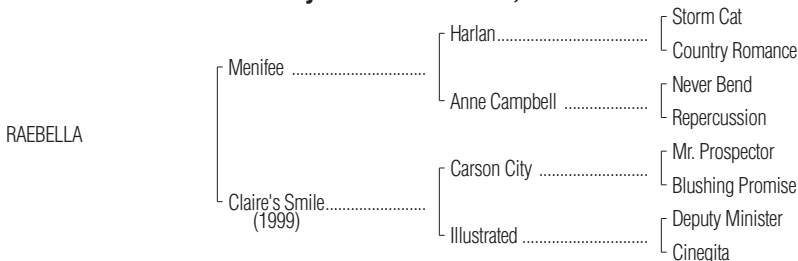 Storm Cat
Harlan
Country Romance
Menifee
Never Bend
Anne Campbell
Repercussion
RAEBELLA
Mr. Prospector
Carson City
Blushing Promise
Claire's Smile
(1999)
Deputy Minister
Illustrated
Cinegita